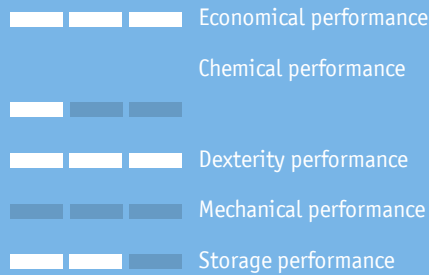 Economical performance
Chemical performance
Dexterity performance
Mechanical performance
Storage performance